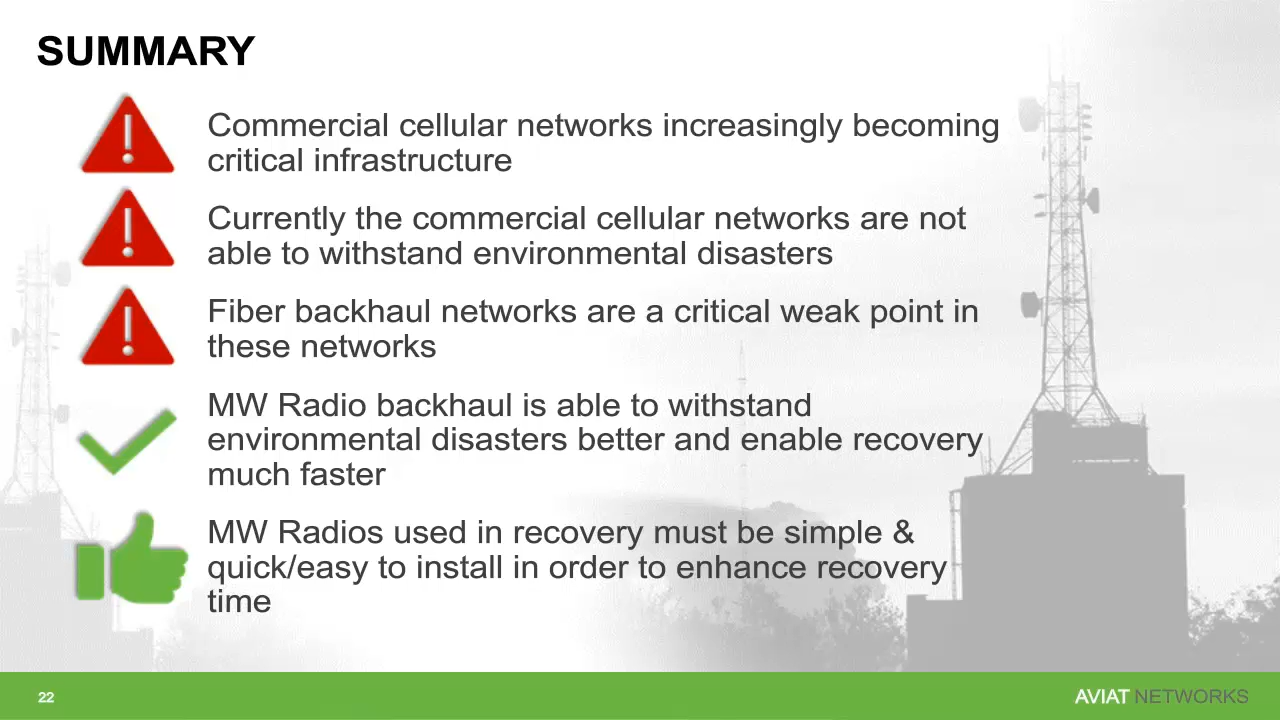 SUMMARY
Commercial cellular networks increasingly becoming
critical infrastructure
Currently the commercial cellular networks are not
able to withstand environmental disasters
Fiber backhaul networks are a critical weak point in
these networks
MW Radio backhaul is able to withstand
environmental disasters better and enable recovery
much faster
MW Radios used in recovery must be simple &
quick/easy to install in order to enhance recovery
time
22
AVIAT NETWORKS